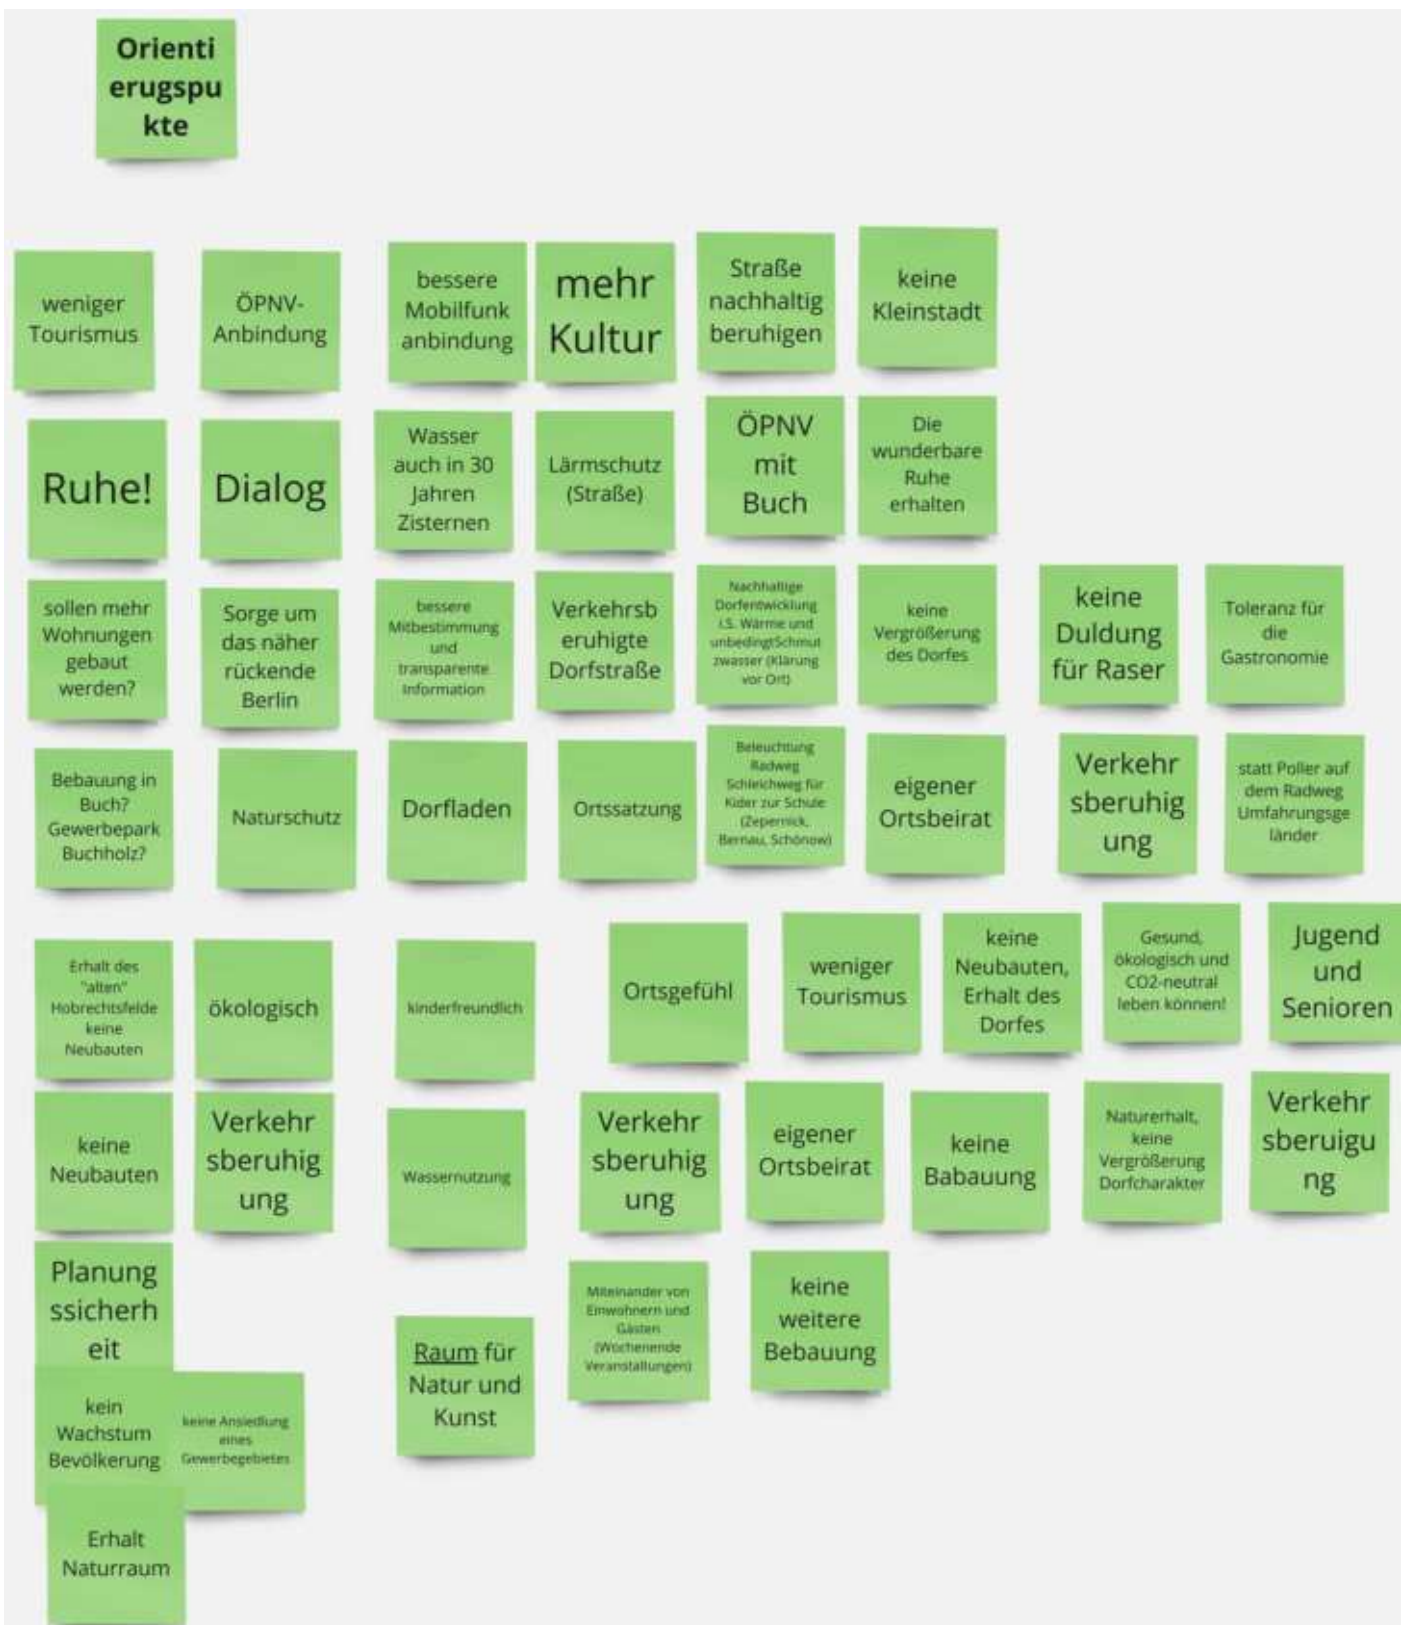 Orienti
erugspu
kte
weniger
Tourismus
ÖPNV-
Anbindung
bessere
Mobilfunk
anbindung
mehr
Kultur
Straße
nachhaltig
beruhigen
keine
Kleinstadt
Ruhe!
Dialog
Wasser
auch in 30
Jahren
Zisternen
Lärmschutz
(Straße)
ÖPNV
mit
Buch
Die
wunderbare
Ruhe
erhalten
sollen mehr
Wohnungen
gebaut
werden?
Sorge um
das näher
rückende
Berlin
bessere
Mitbestimmung
und
transparente
Information
Verkehrsb
eruhigte
Dorfstraße
Nachhaltige
Dorfentwicklung
i.S. Wärme und
unbedingtSchmut
zwasser (Klärung
vor Ort)
keine
Vergrößerung
des Dorfes
keine
Duldung
für Raser
Toleranz für
die
Gastronomie
Bebauung in
Buch?
Gewerbepark
Buchholz?
Naturschutz
Dorfladen
Ortssatzung
Beleuchtung
Radweg
Schleichweg für
Kider zur Schule
(Zepernick,
Bernau, Schönow)
eigener
Ortsbeirat
Verkehr
sberuhig
ung
statt Poller auf
dem Radweg
Umfahrungsge
länder
Erhalt des
"alten"
Hobrechtsfelde
keine
Neubauten
ökologisch
kinderfreundlich
Ortsgefühl
weniger
Tourismus
keine
Neubauten,
Erhalt des
Dorfes
Gesund,
ökologisch und
CO2-neutral
leben können!
Jugend
und
Senioren
keine
Neubauten
Verkehr
sberuhig
ung
Wassernutzung
Verkehr
sberuhig
ung
eigener
Ortsbeirat
keine
Babauung
Naturerhalt,
keine
Vergrößerung
Dorfcharakter
Verkehr
sberuigu
ng
Planung
ssicherh
eit
Raum für
Natur und
Kunst
Miteinander von
Einwohnern und
Gästen
(Wochenende
Veranstaltungen)
keine
weitere
Bebauung
kein
Wachstum
Bevölkerung
keine Ansiedlung
eines
Gewerbegebietes
Erhalt
Naturraum